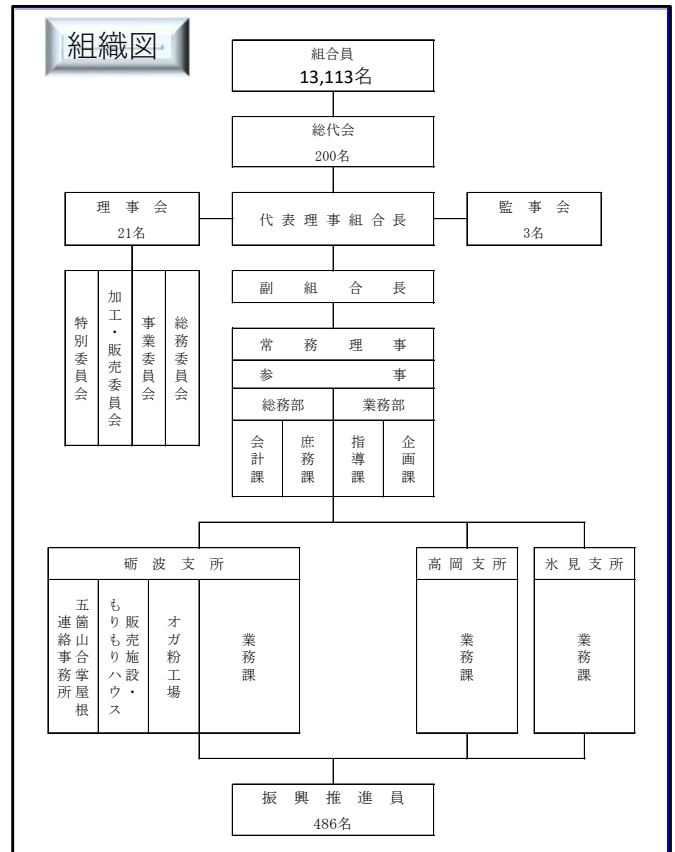 組織図
組合員
13,113名
総代会
200名
理事会
21名
代表理事組合長
監事会
3名
副組合長
特別委員会
加工・販売委員会
事業委員会
総務委員会
常務理事
参事
総務部
業務部
会計課
庶務課
指導課
企画課
砺波支所
高岡支所
氷見支所
五箇山合掌屋根
連絡事務所
販売施設・
もりもりハウス
オガ粉工場
業務課
業務課
業務課
振興推進員
486名